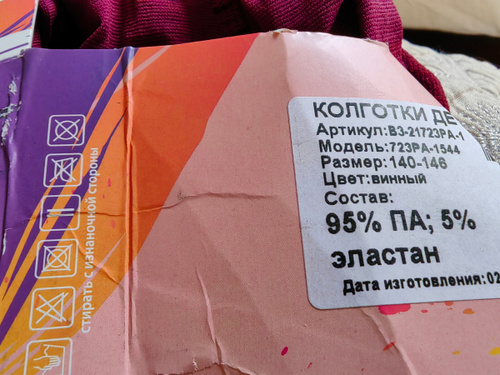 КОЛГОТКИ ДЕ
Артикул:ВЗ-21723РА-1
Модель:723РА-1544
Размер:140-146
Цвет:винный
Состав:
95% ПА; 5%
эластан
Дата изготовления:02
стирать с изнаночной стороны